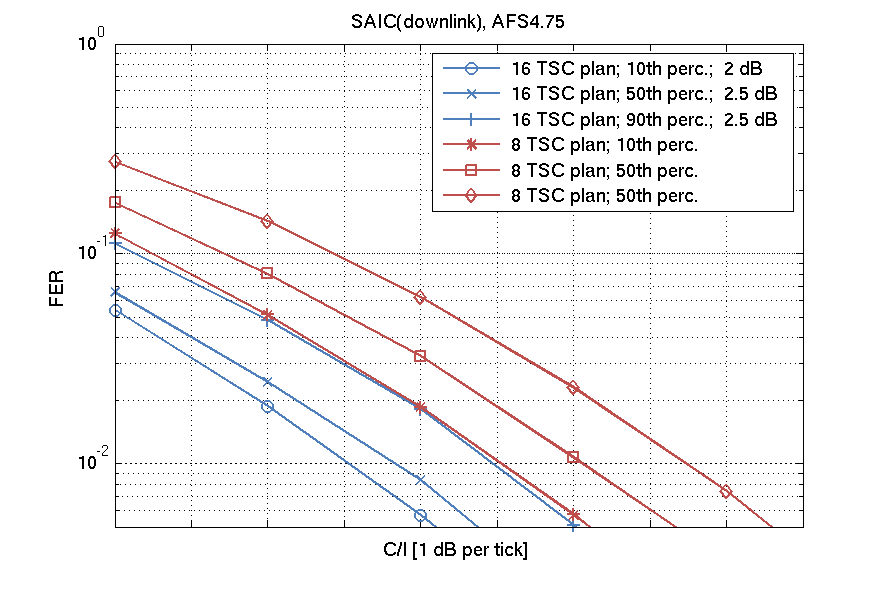 SAIC(downlink), AFS4.75
10^0
16 TSC plan; 10th perc.; 2 dB
16 TSC plan; 50th perc.; 2.5 dB
16 TSC plan; 90th perc.; 2.5 dB
8 TSC plan; 10th perc.
8 TSC plan; 50th perc.
8 TSC plan; 50th perc.
10^-1
FER
10^-2
C/I [1 dB per tick]